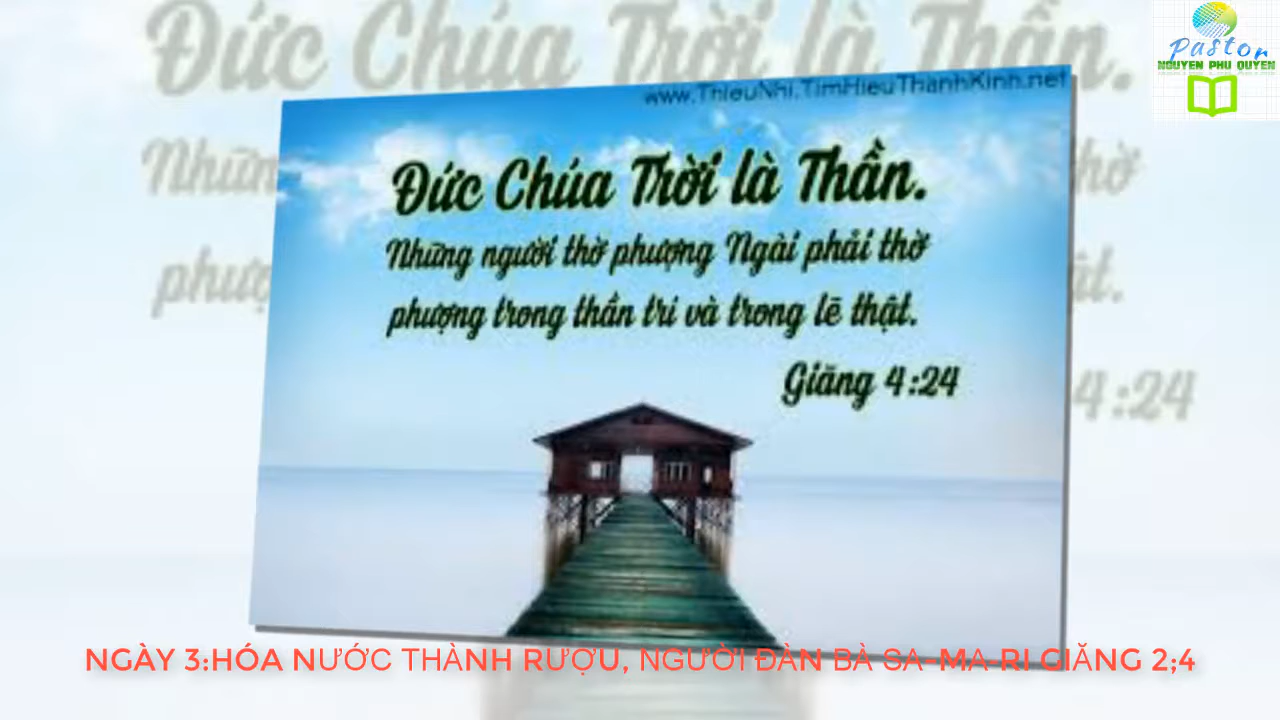 Pastor
NGUYEN PHU QUYEN
www.ThieuNhi.TimHieuThanhKinh.net
Đức Chúa Trời là Thần.
Những người thờ phượng Ngài phải thờ
phượng trong thần trí và trong lẽ thật.
Giăng 4:24
NGÀY 3:HÓA NƯỚC THÀNH RƯỢU, NGƯỜI ĐÀN BÀ SA-MA-RI GIĂNG 2;4